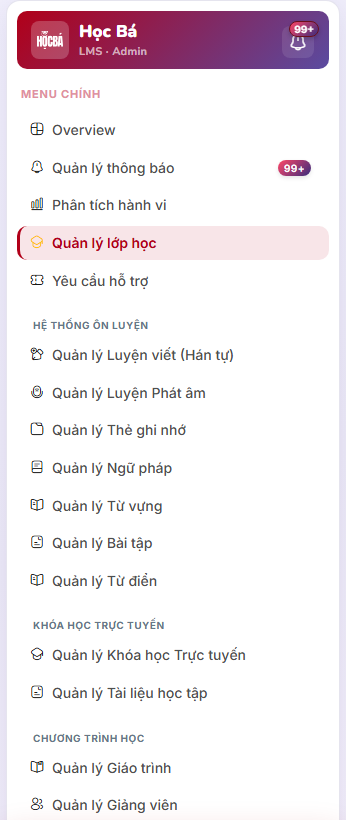 HỌCBÁ
Học Bá
LMS · Admin
99+
MENU CHÍNH
Overview
Quản lý thông báo
99+
Phân tích hành vi
Quản lý lớp học
Yêu cầu hỗ trợ
HỆ THỐNG ÔN LUYỆN
Quản lý Luyện viết (Hán tự)
Quản lý Luyện Phát âm
Quản lý Thẻ ghi nhớ
Quản lý Ngữ pháp
Quản lý Từ vựng
Quản lý Bài tập
Quản lý Từ điển
KHÓA HỌC TRỰC TUYẾN
Quản lý Khóa học Trực tuyến
Quản lý Tài liệu học tập
CHƯƠNG TRÌNH HỌC
Quản lý Giáo trình
Quản lý Giảng viên